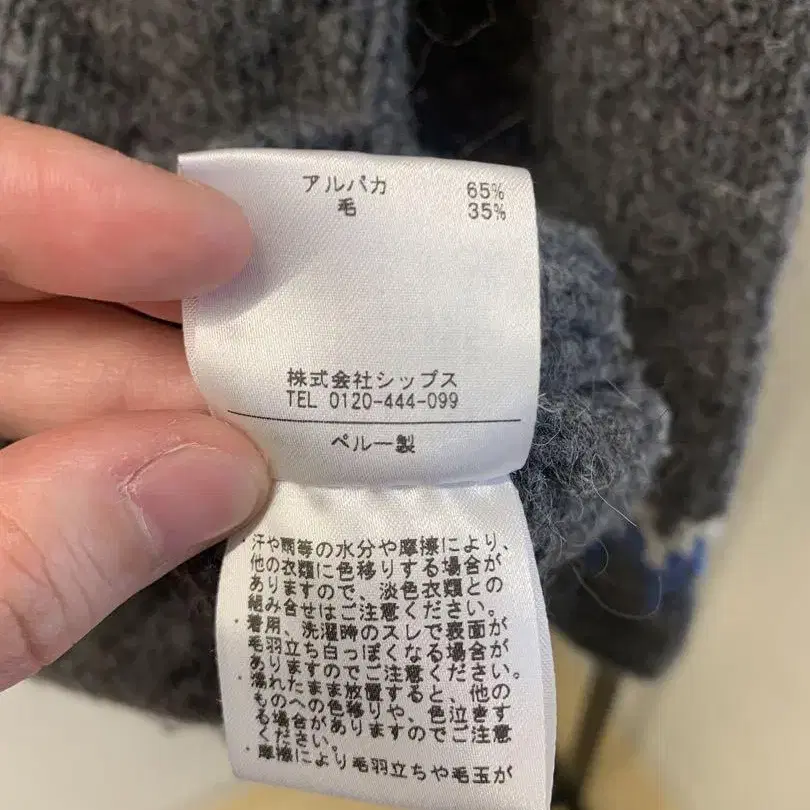 アルパカ 65%
毛 35%
株式会社シップス
TEL 0120-444-099
ペルー製
・汗や雨等の水分や摩擦により、
他の衣類に色移りする場合が
ありますので、淡色衣類との
組み合せはご注意ください。
・着用、洗濯時のスレで表面が
毛羽立ち白っぽくなる場合が
ありますのでご注意ください。
・濡れたまま放置すると、他の
ものへの色移りや、色泣きす
る場合がありますのでご注意
ください。
・摩擦により毛羽立ちや毛玉が